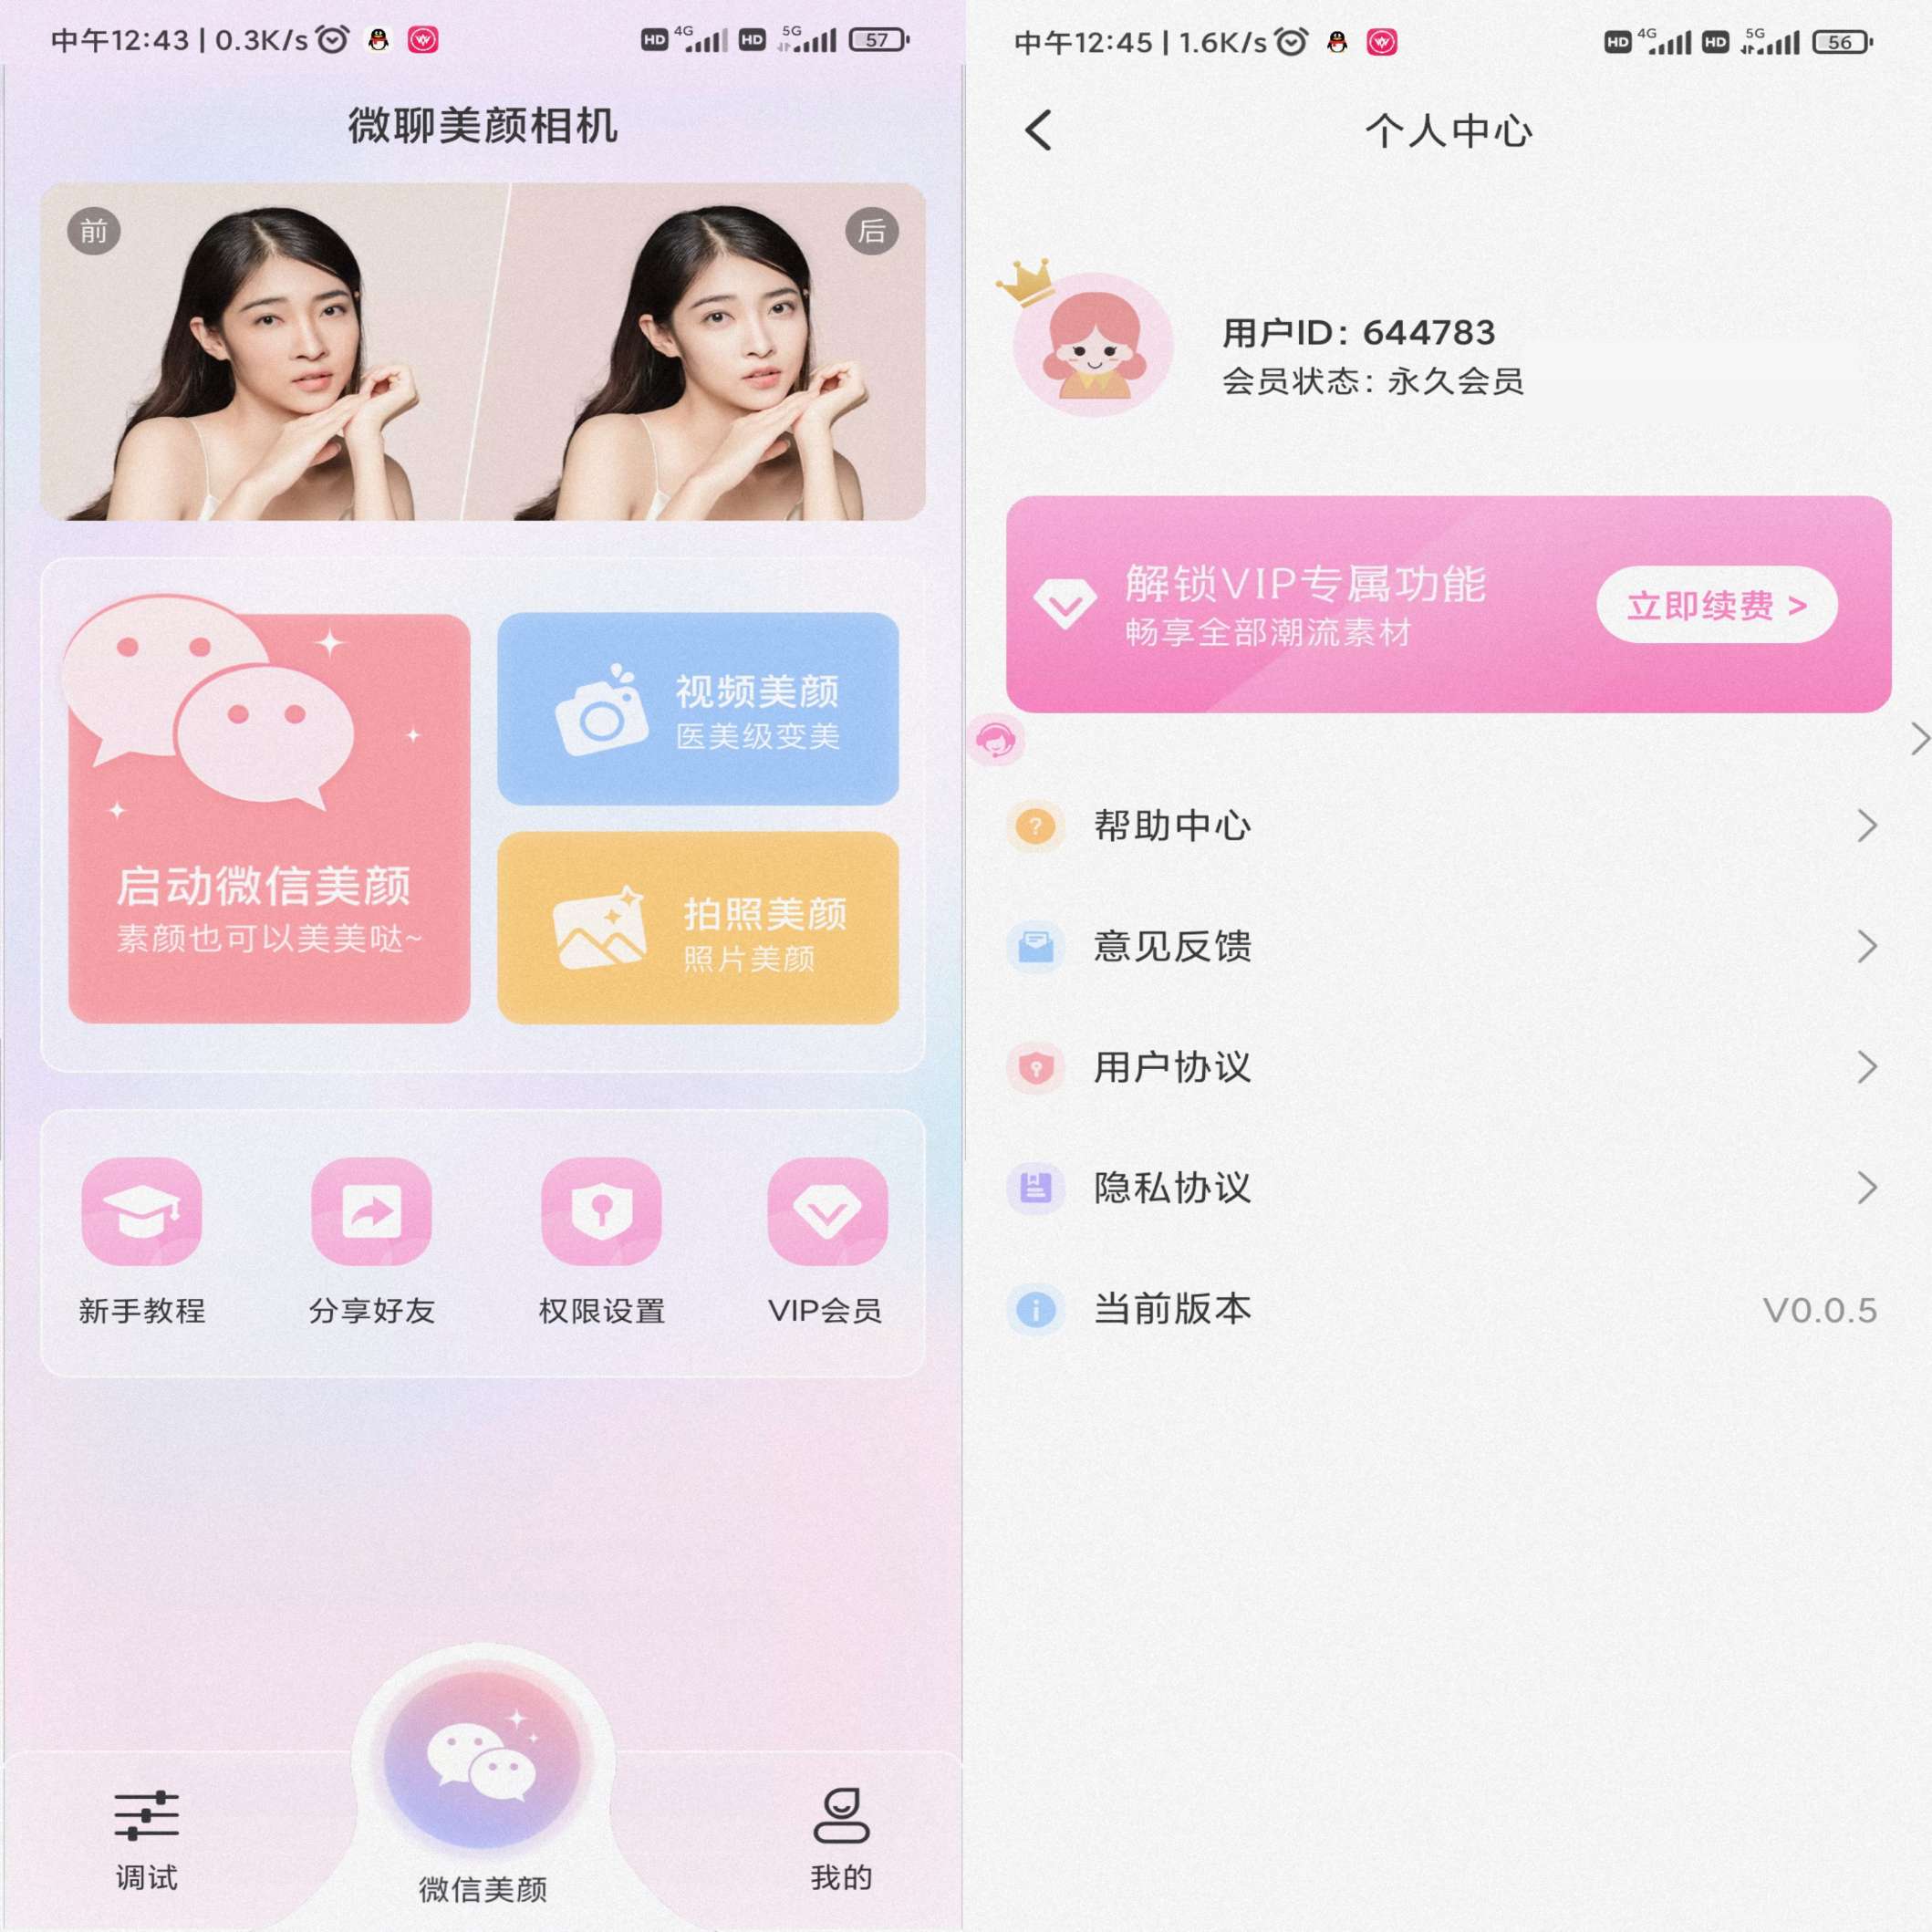 中午12:43 | 0.3K/s
HD 4G HD 5G 57
微聊美颜相机
前
后
启动微信美颜
素颜也可以美美哒~
视频美颜
医美级变美
拍照美颜
照片美颜
新手教程
分享好友
权限设置
VIP会员
调试
微信美颜
我的
中午12:45 | 1.6K/s
HD 4G HD 5G 56
个人中心
用户ID: 644783
会员状态: 永久会员
解锁VIP专属功能
畅享全部潮流素材
立即续费 >
帮助中心
意见反馈
用户协议
隐私协议
当前版本
V0.0.5